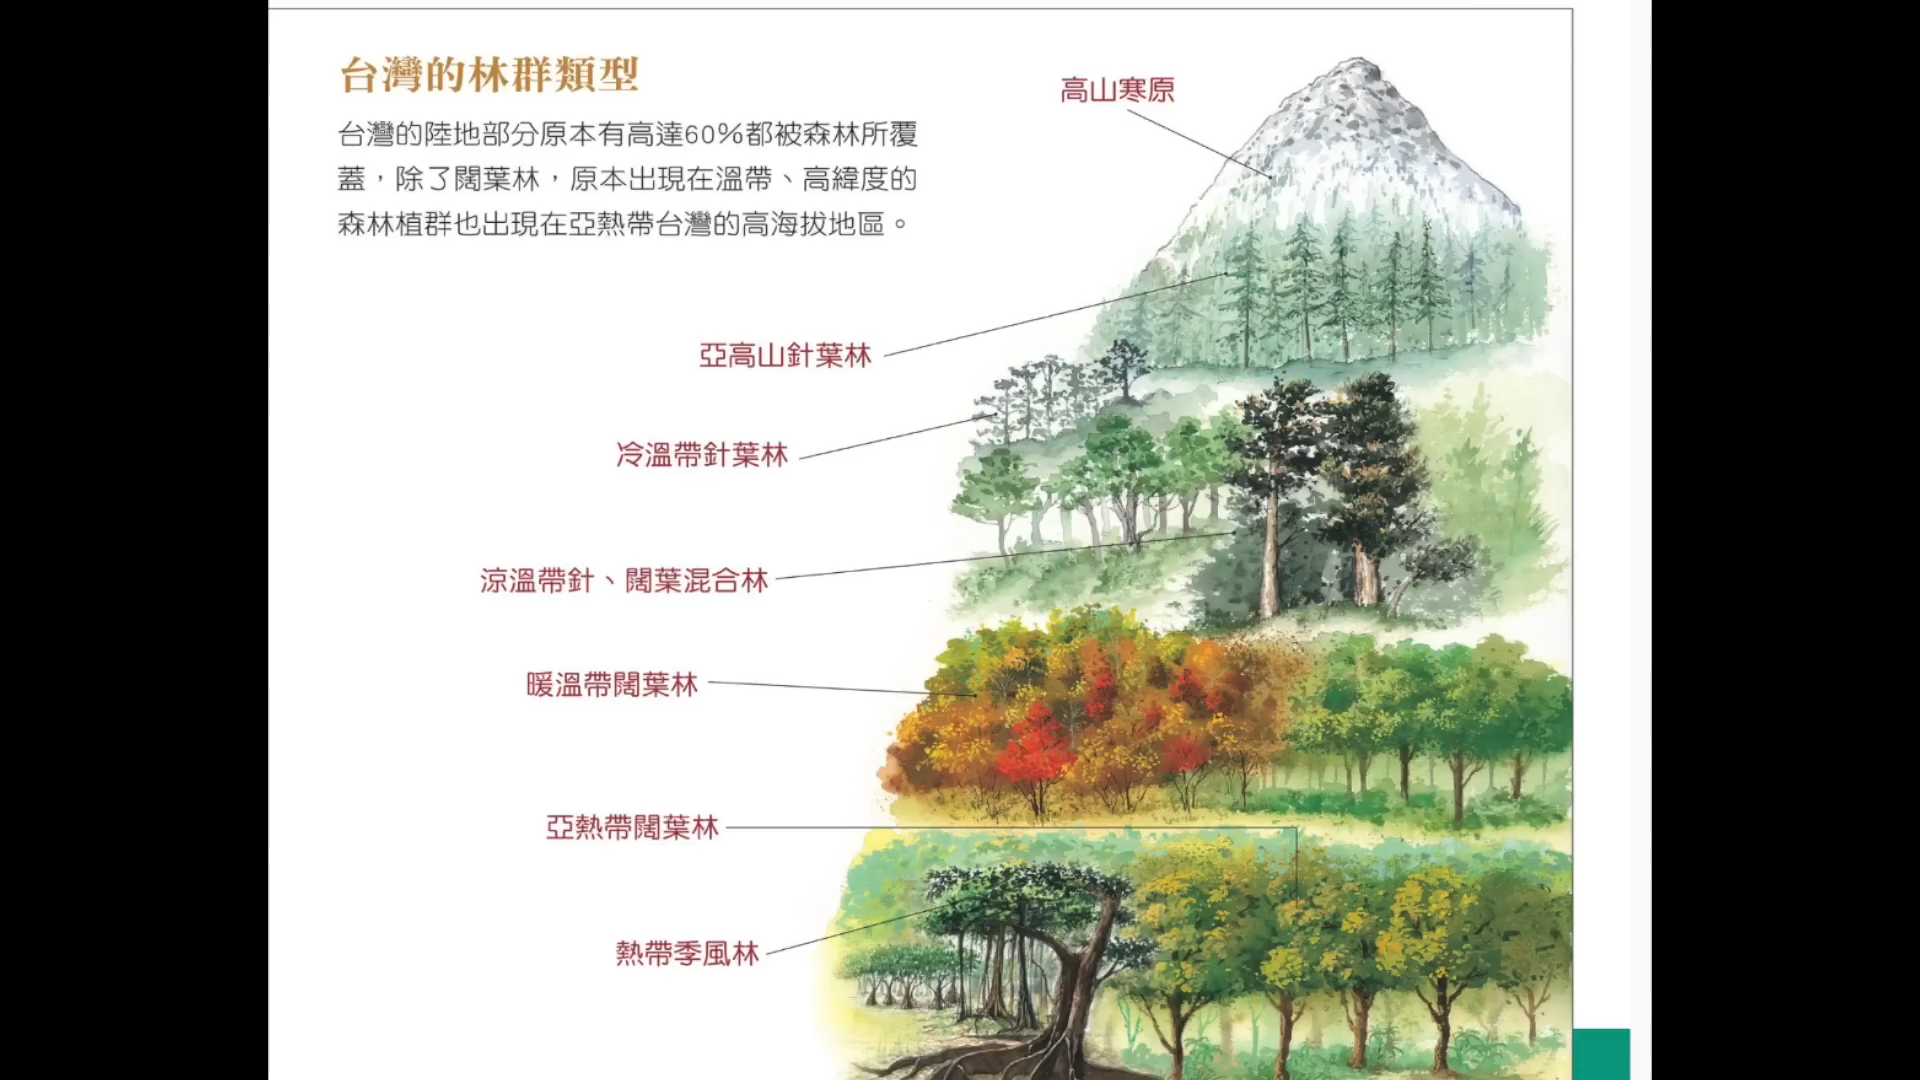 台灣的林群類型
台灣的陸地部分原本有高達60%都被森林所覆
蓋，除了闊葉林，原本出現在溫帶、高緯度的
森林植群也出現在亞熱帶台灣的高海拔地區。
高山寒原
亞高山針葉林
冷溫帶針葉林
涼溫帶針、闊葉混合林
暖溫帶闊葉林
亞熱帶闊葉林
熱帶季風林